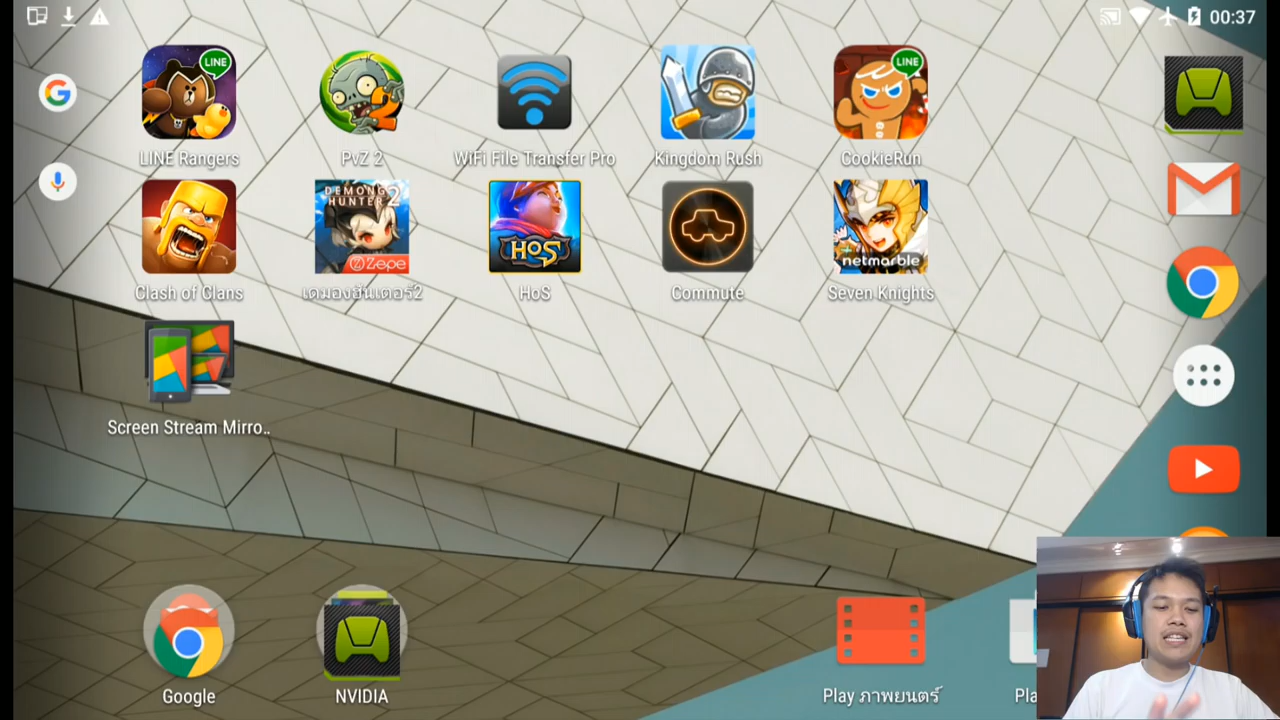 00:37
LINE
LINE
LINE Rangers
PvZ 2
WiFi File Transfer Pro
Kingdom Rush
CookieRun
DEMONG
HUNTER 2
Zepe
HOS
netmarble
Clash of Clans
เดมองฮันเตอร์2
HoS
Commute
Seven Knights
Screen Stream Mirro..
Google
NVIDIA
Play ภาพยนตร์
Pla